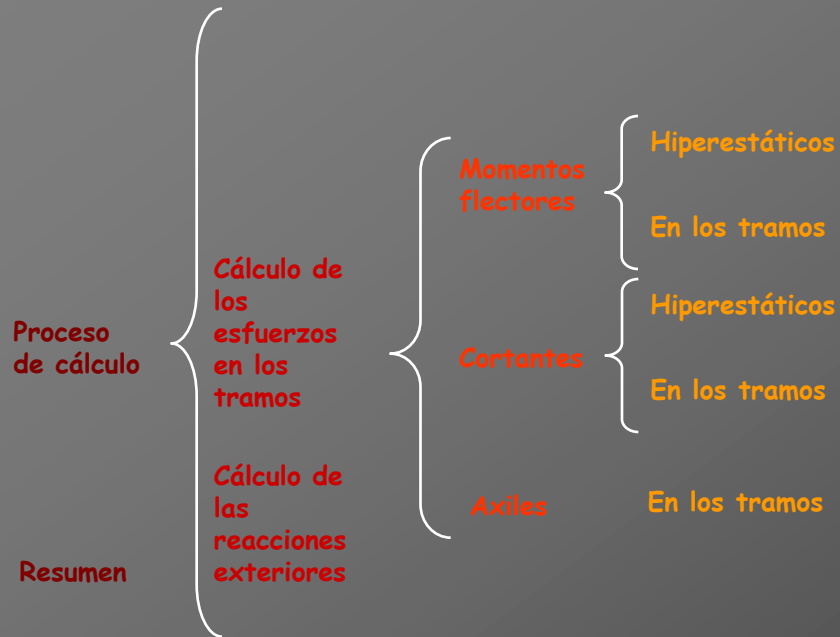 Proceso
de cálculo
Resumen
Cálculo de
los
esfuerzos
en los
tramos
Cálculo de
las
reacciones
exteriores
Momentos
flectores
Hiperestáticos
En los tramos
Cortantes
Hiperestáticos
En los tramos
Axiles
En los tramos